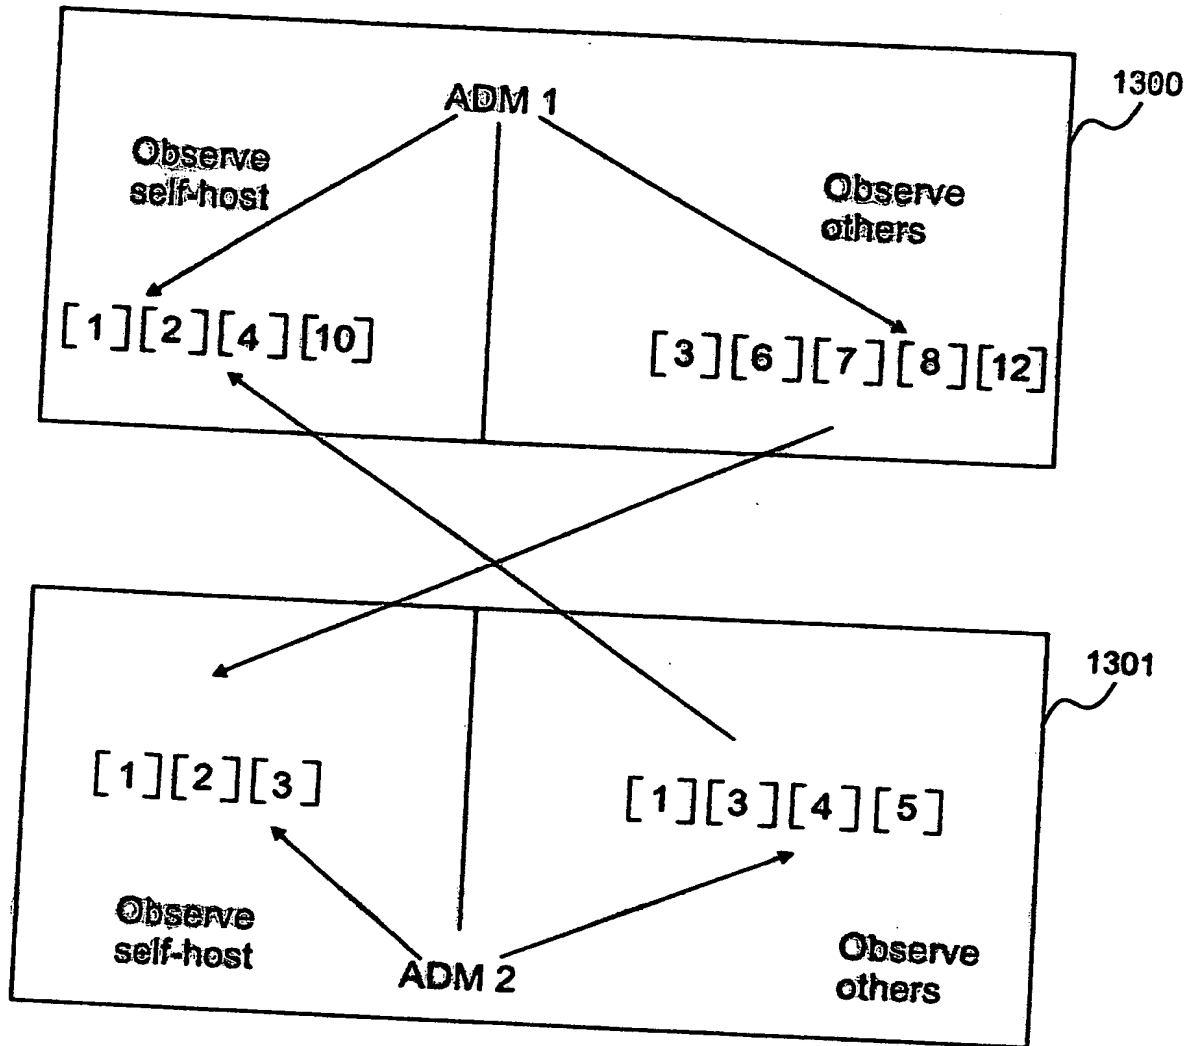 ADM 1
1300
Observe
self-host
Observe
others
[1][2][4][10]
[3][6][7][8][12]
1301
[1][2][3]
[1][3][4][5]
Observe
self-host
ADM 2
Observe
others